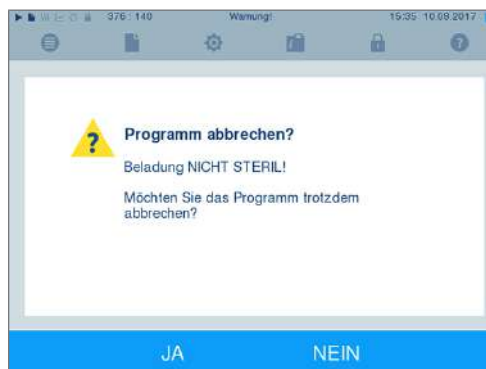 376 : 140 Warnung! 15:35 10.09.2017
Programm abbrechen?
Beladung NICHT STERIL!
Möchten Sie das Programm trotzdem
abbrechen?
JA NEIN